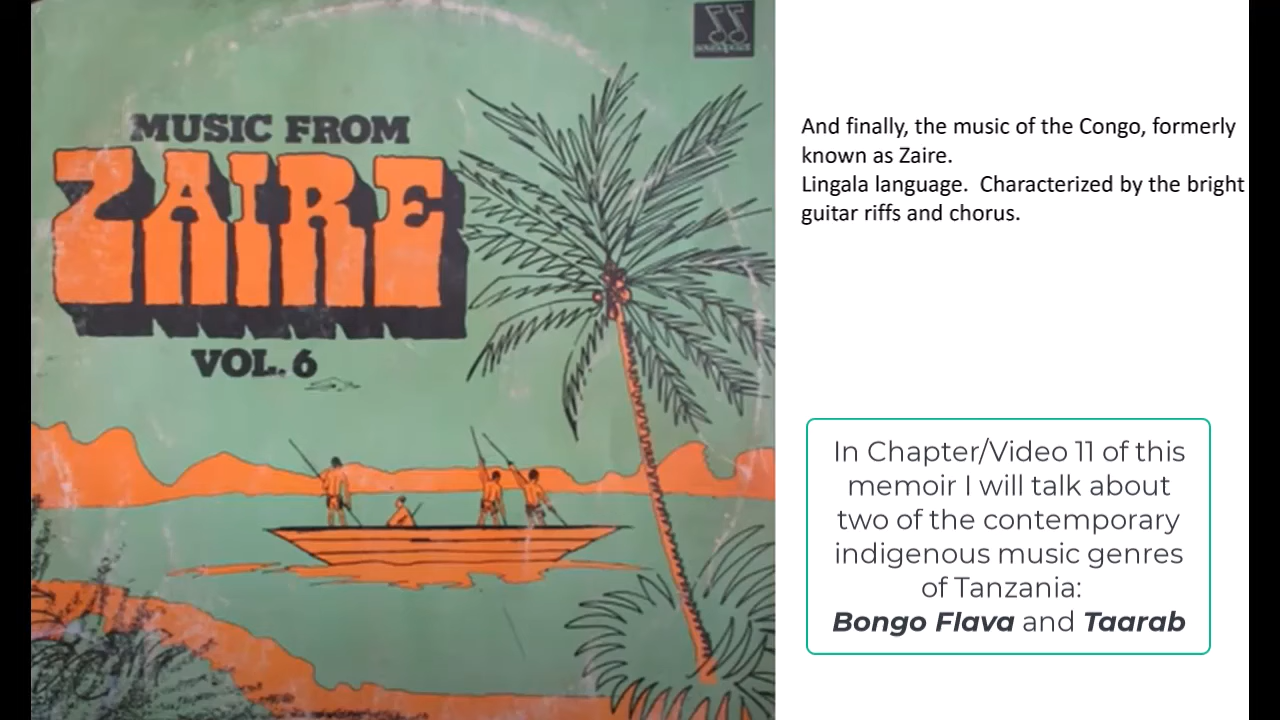 MUSIC FROM
ZAIRE
VOL. 6
And finally, the music of the Congo, formerly
known as Zaire.
Lingala language.  Characterized by the bright
guitar riffs and chorus.
In Chapter/Video 11 of this
memoir I will talk about
two of the contemporary
indigenous music genres
of Tanzania:
Bongo Flava and Taarab